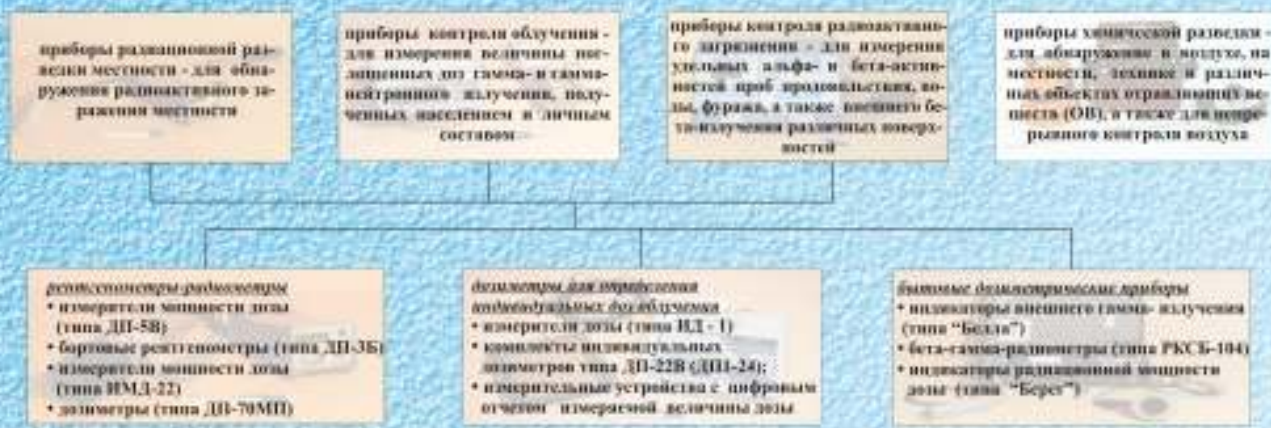 приборы радиационной раз-
ведки местности - для обна-
ружения радиоактивного за-
ражения местности
приборы контроля облучения -
для измерения величины пог-
лощенных доз гамма- и гамма-
нейтронного излучения, полу-
ченных населением и личным
составом
приборы контроля радиоактивно-
го загрязнения - для измерения
удельных альфа- и бета-актив-
ностей проб продовольствия, во-
ды, фуража, а также внешнего бе-
та-излучения различных поверх-
ностей
приборы химической разведки -
для обнаружение в воздухе, на
местности, технике и различ-
ных объектах отравляющих ве-
ществ (ОВ), а также для непре-
рывного контроля воздуха
рентгенометры-радиометры
• измерители мощности дозы
(типа ДП-5В)
• бортовые рентгенометры (типа ДП-3Б)
• измерители мощности дозы
(типа ИМД-22)
• дозиметры (типа ДП-70МП)
дозиметры для определения
индивидуальных доз облучения
• измерители дозы (типа ИД - 1)
• комплекты индивидуальных
дозиметров типа ДП-22В (ДП-24);
• измерительные устройства с цифровым
отчетом измеряемой величины дозы
бытовые дозиметрические приборы
• индикаторы внешнего гамма- излучения
(типа "Белла")
• бета-гамма-радиометры (типа РКСБ-104)
• индикаторы радиационной мощности
дозы (типа "Берег")